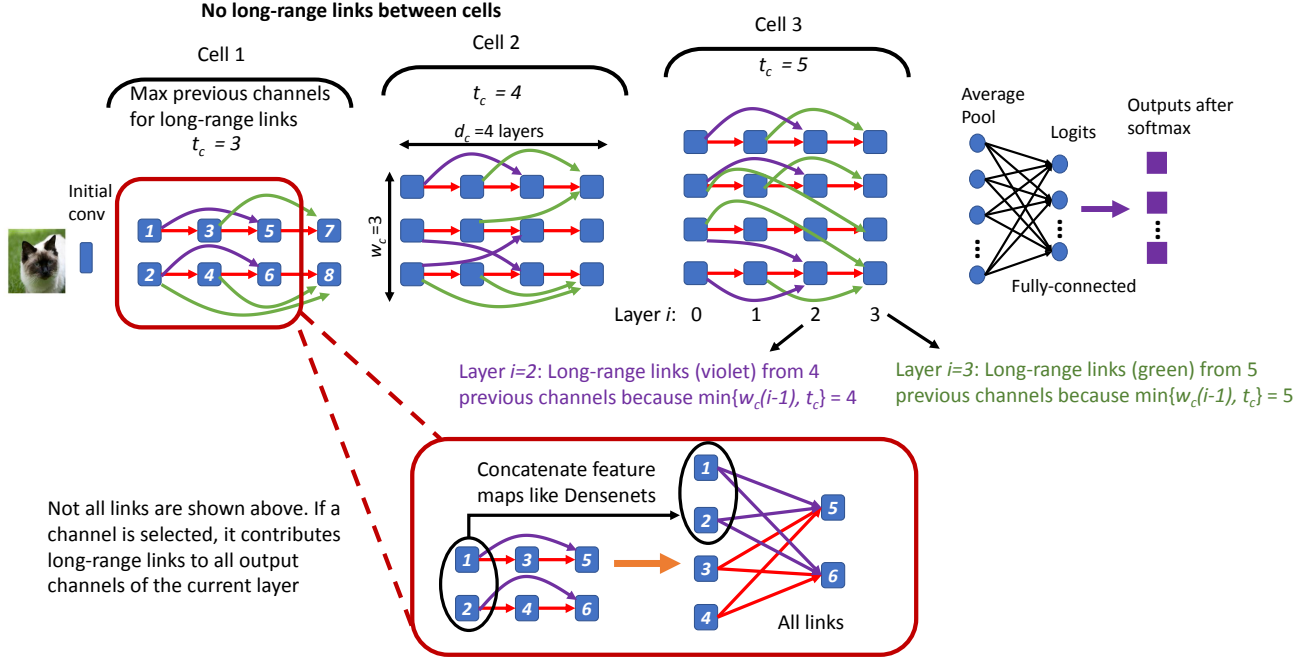 No long-range links between cells
Cell 1
Cell 2
Cell 3
Max previous channels
for long-range links
t_c = 3
t_c = 4
t_c = 5
d_c =4 layers
w_c =3
Initial
conv
1
3
5
7
2
4
6
8
Average
Pool
Logits
Outputs after
softmax
Fully-connected
Layer i: 0 1 2 3
Layer i=2: Long-range links (violet) from 4
previous channels because min{w_c(i-1), t_c} = 4
Layer i=3: Long-range links (green) from 5
previous channels because min{w_c(i-1), t_c} = 5
Not all links are shown above. If a
channel is selected, it contributes
long-range links to all output
channels of the current layer
Concatenate feature
maps like Densenets
1
3
5
2
4
6
1
2
3
4
5
6
All links